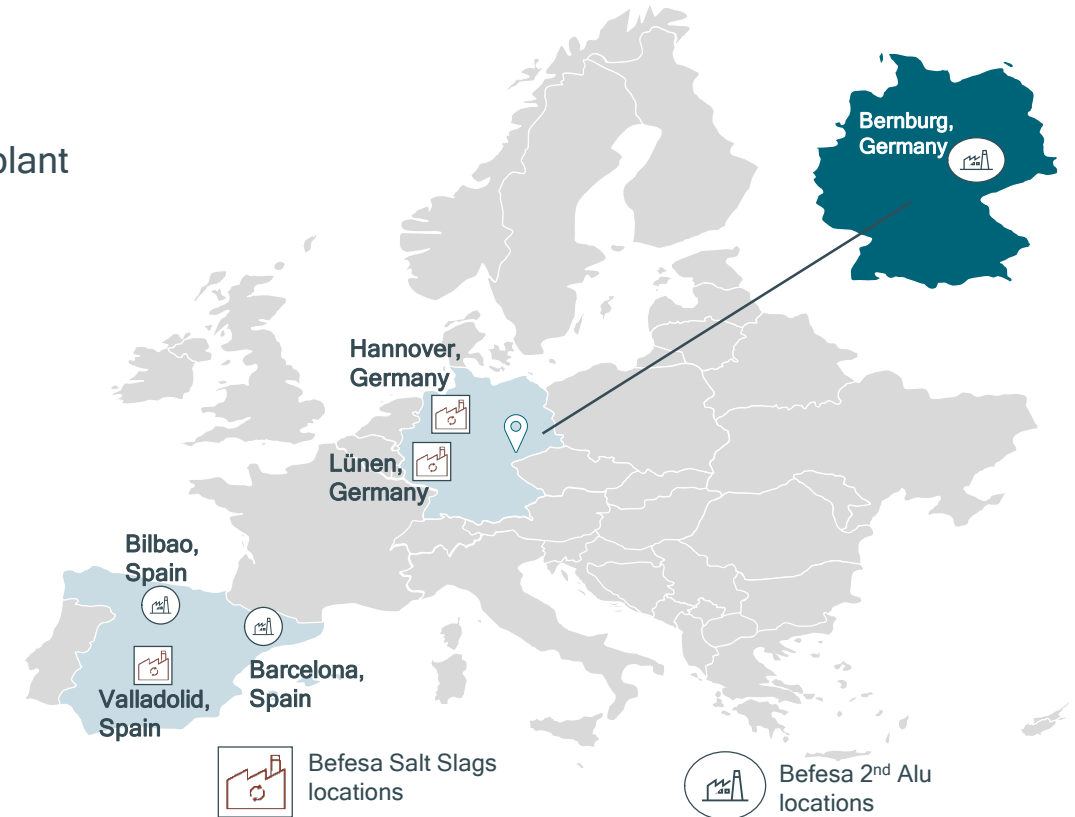 plant
Bernburg,
Germany
Hannover,
Germany
Lünen,
Germany
Bilbao,
Spain
Barcelona,
Spain
Valladolid,
Spain
Befesa Salt Slags
locations
Befesa 2nd Alu
locations